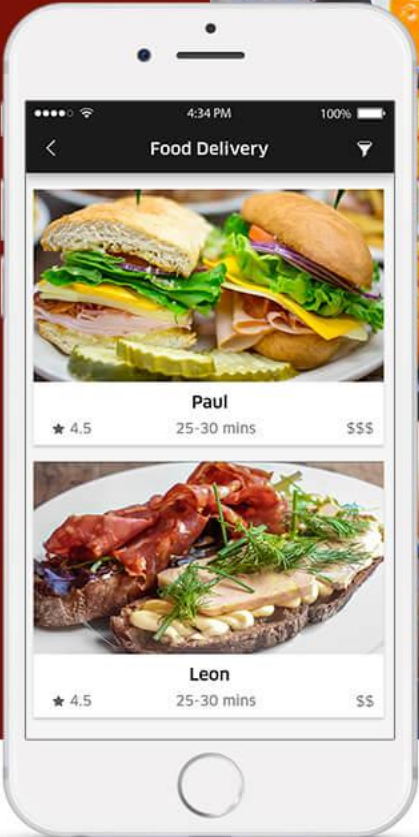 4:34 PM 100%
Food Delivery
Paul
4.5 25-30 mins $$$
Leon
4.5 25-30 mins $$